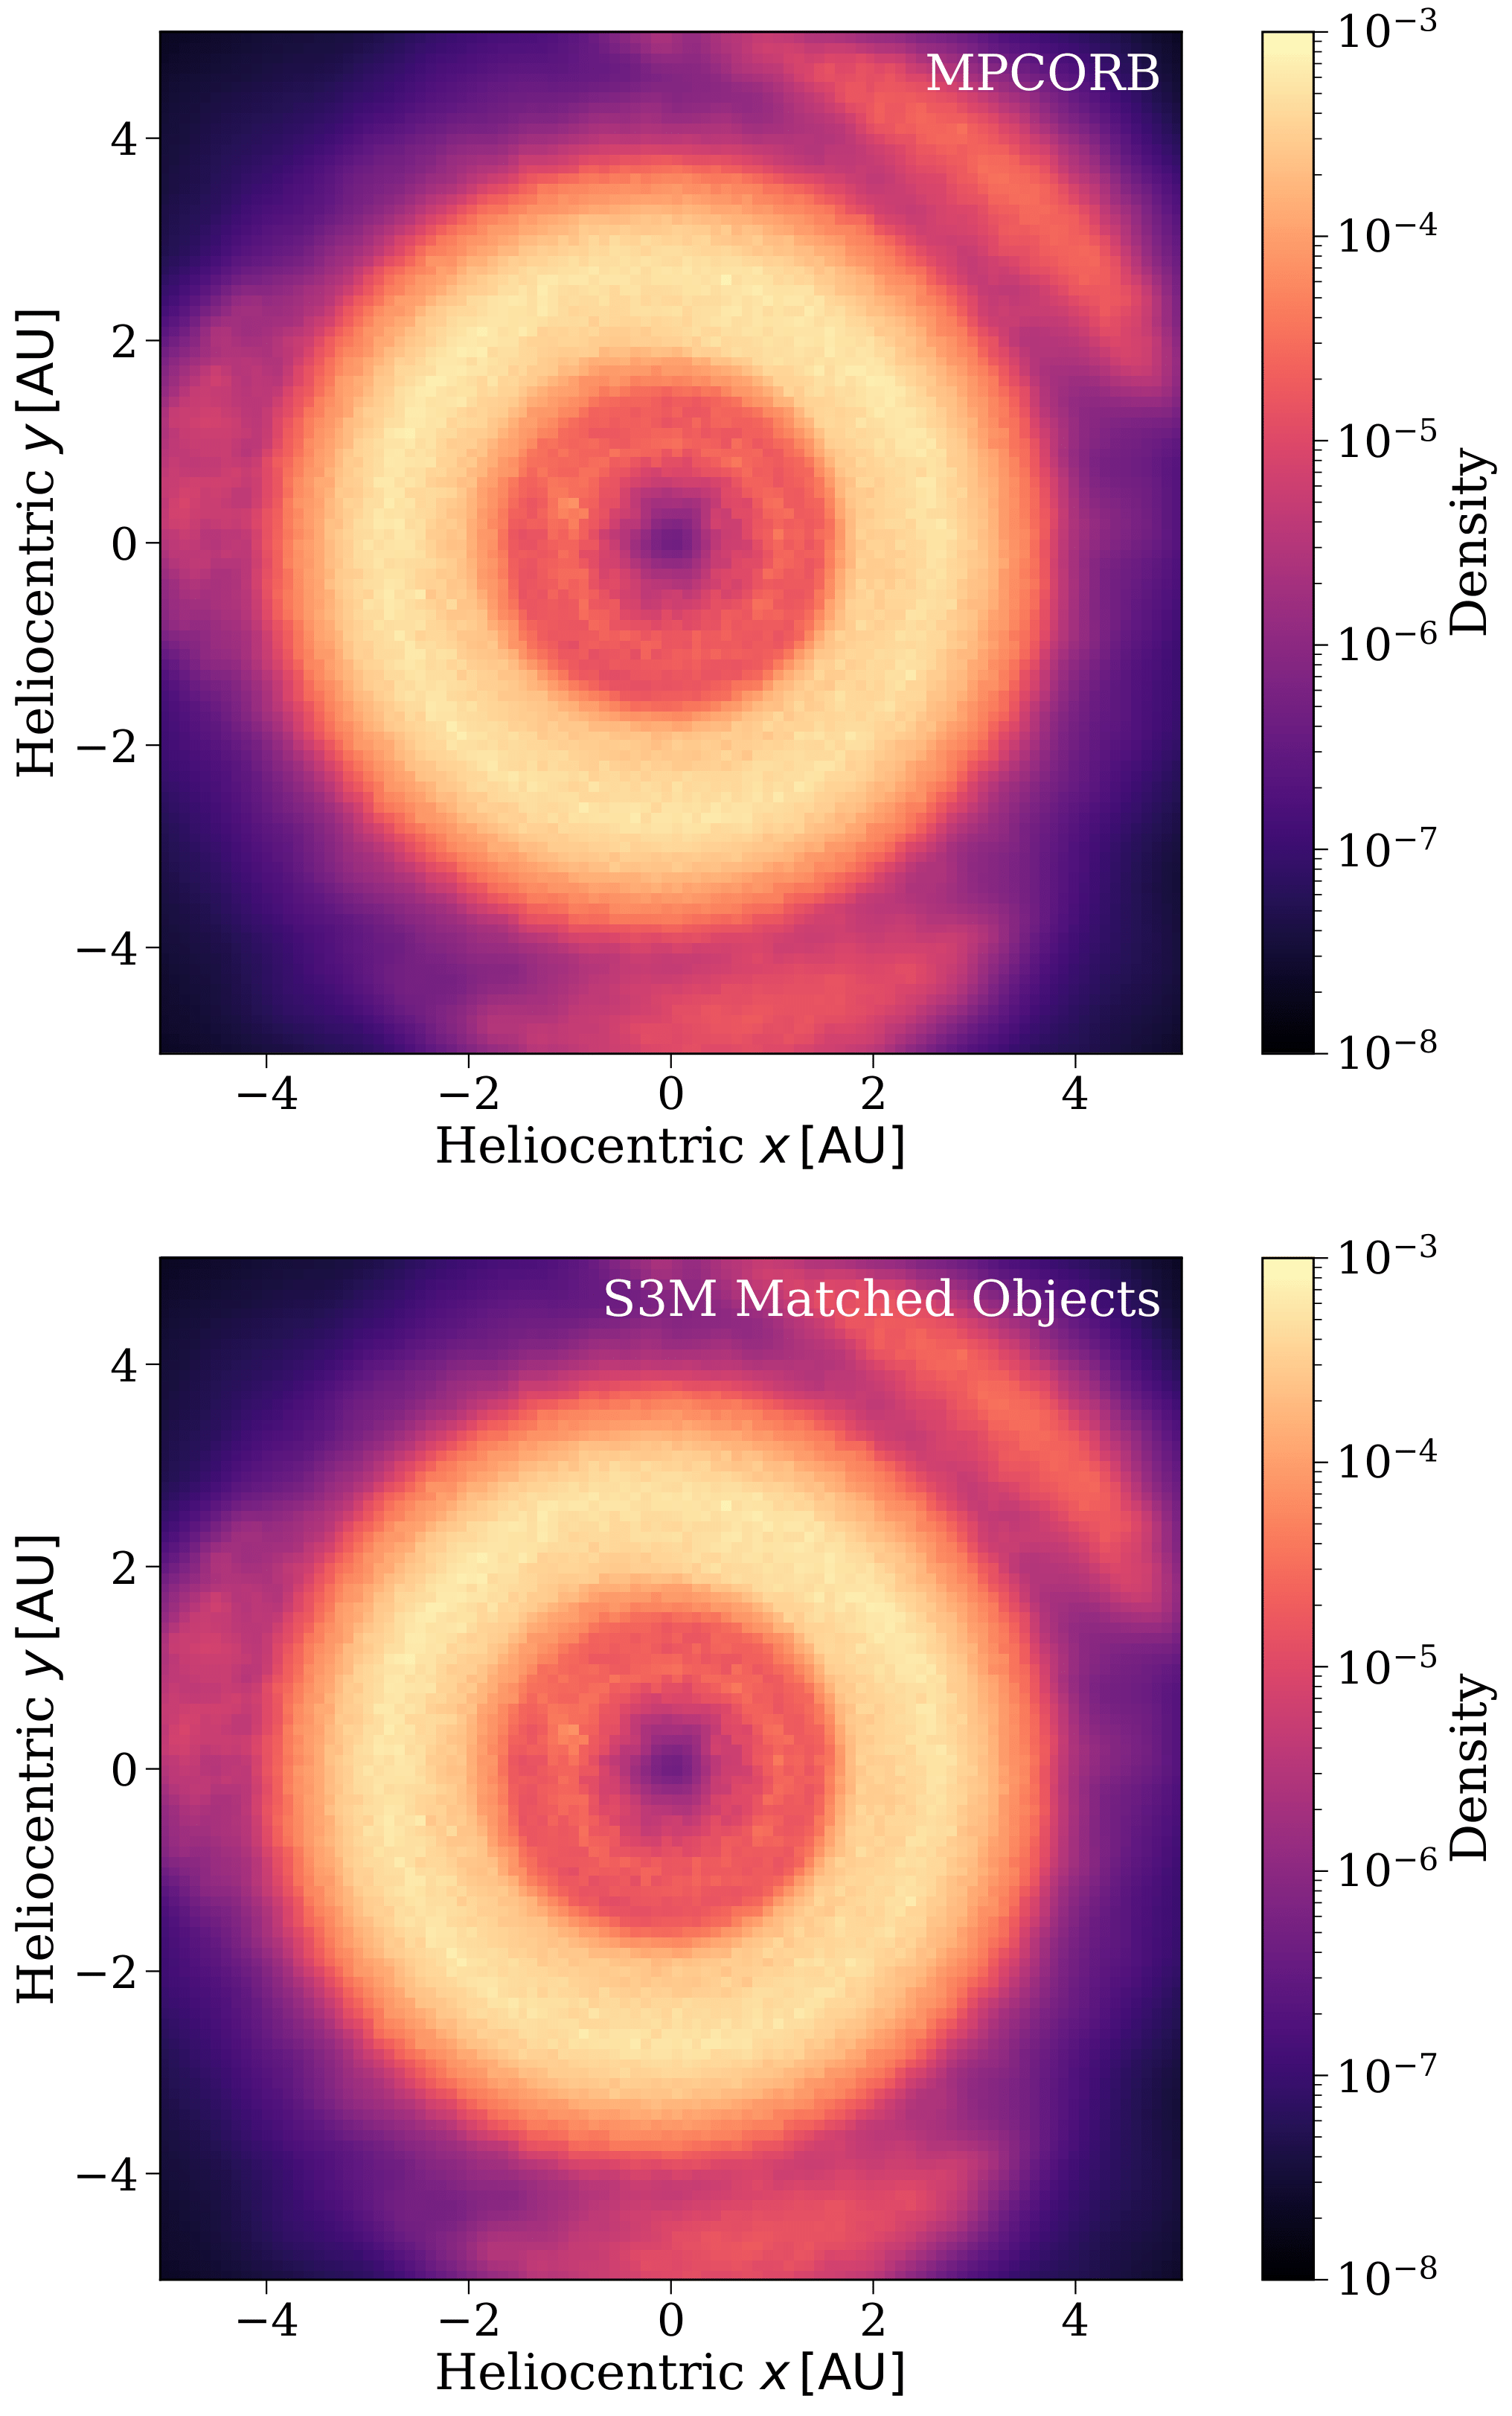 MPCORB
4
2
0
−2
−4
Heliocentric y [AU]
−4 −2 0 2 4
Heliocentric x [AU]
10−3
10−4
10−5
10−6
10−7
10−8
Density
S3M Matched Objects
4
2
0
−2
−4
Heliocentric y [AU]
−4 −2 0 2 4
Heliocentric x [AU]
10−3
10−4
10−5
10−6
10−7
10−8
Density